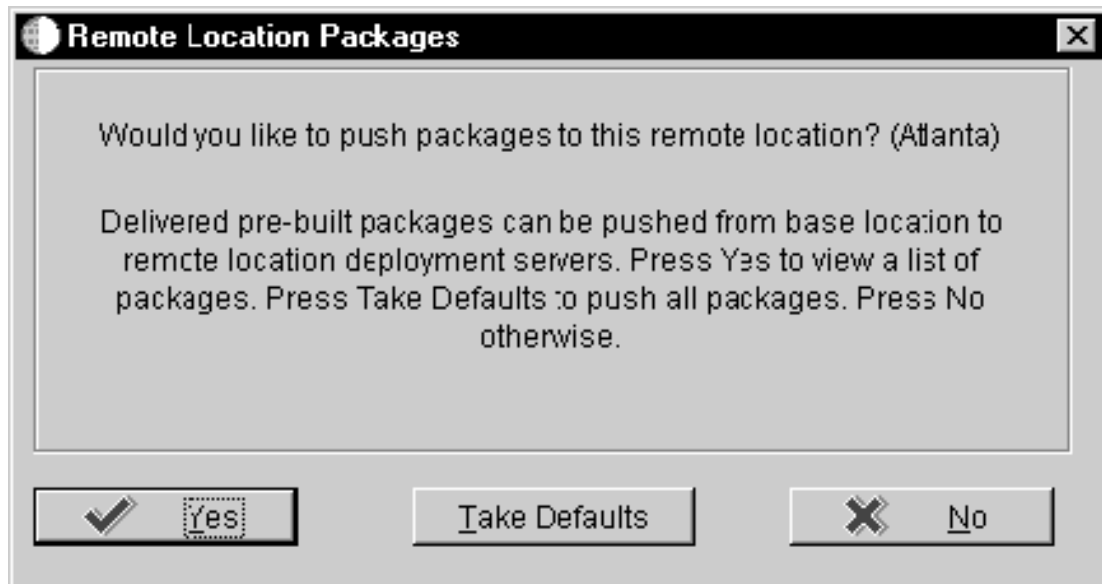 Remote Location Packages
Would you like to push packages to this remote location? (Atlanta)
Delivered pre-built packages can be pushed from base location to
remote location deployment servers. Press Yes to view a list of
packages. Press Take Defaults to push all packages. Press No
otherwise.
Yes Take Defaults No